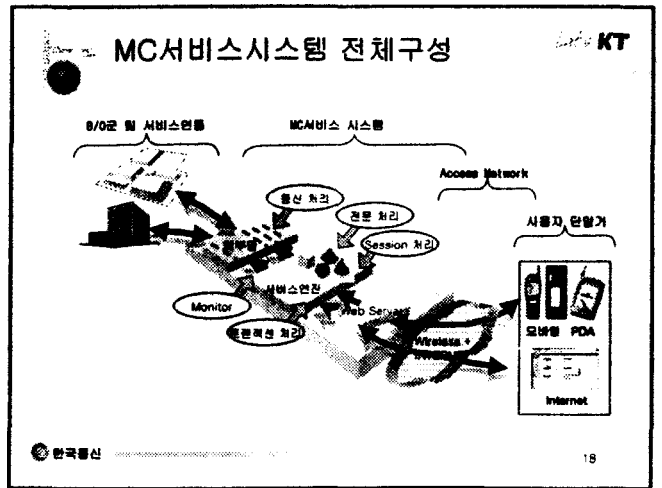 MC서비스시스템 전체구성
KT
B/O군 및 서비스연동
MC서비스 시스템
Access Network
사용자 단말기
통신 처리
전문 처리
Session 처리
서비스엔진
Monitor
Web Server
트랜잭션 처리
Wireless +
모바일 PDA
Internet
한국통신
18